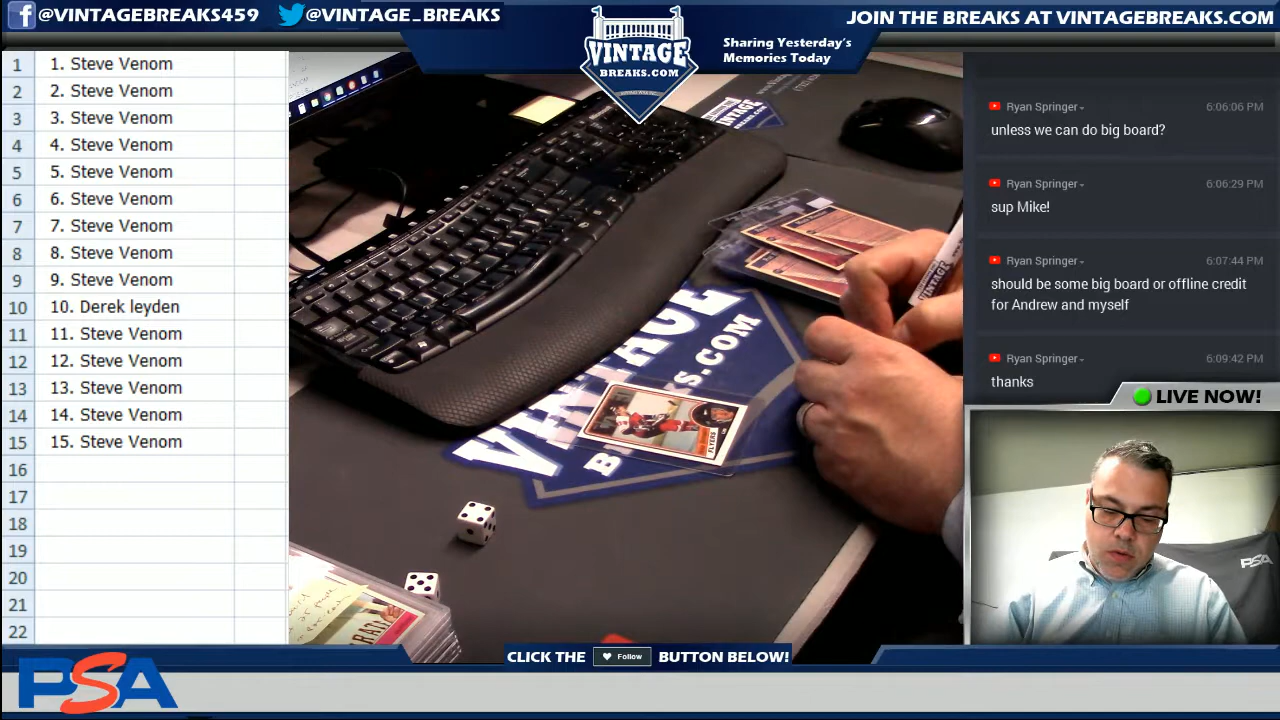 @VINTAGEBREAKS459
@VINTAGE_BREAKS
JOIN THE BREAKS AT VINTAGEBREAKS.COM
VINTAGE
BREAKS.COM
Sharing Yesterday's
Memories Today
1 1. Steve Venom
2 2. Steve Venom
3 3. Steve Venom
4 4. Steve Venom
5 5. Steve Venom
6 6. Steve Venom
7 7. Steve Venom
8 8. Steve Venom
9 9. Steve Venom
10 10. Derek leyden
11 11. Steve Venom
12 12. Steve Venom
13 13. Steve Venom
14 14. Steve Venom
15 15. Steve Venom
16
17
18
19
20
21
22
VINTAGE
FLYERS
Ryan Springer 6:06:06 PM
unless we can do big board?
Ryan Springer 6:06:29 PM
sup Mike!
Ryan Springer 6:07:44 PM
should be some big board or offline credit
for Andrew and myself
Ryan Springer 6:09:42 PM
thanks
LIVE NOW!
PSA
CLICK THE Follow BUTTON BELOW!
PSA